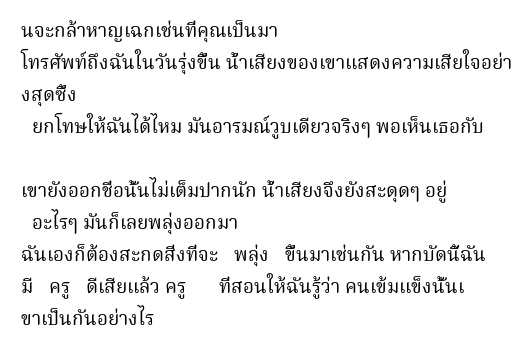 นจะกล้าหาญเฉกเช่นที่คุณเป็นมา
โทรศัพท์ถึงฉันในวันรุ่งขึ้น น้ำเสียงของเขาแสดงความเสียใจอย่า
งสุดซึ้ง
ยกโทษให้ฉันได้ไหม มันอารมณ์วูบเดียวจริงๆ พอเห็นเธอกับ
เขายังออกชื่อนั้นไม่เต็มปากนัก น้ำเสียงจึงยังสะดุดๆ อยู่
อะไรๆ มันก็เลยพลุ่งออกมา
ฉันเองก็ต้องสะกดสิ่งที่จะ พลุ่ง ขึ้นมาเช่นกัน หากบัดนี้ฉัน
มี ครู ดีเสียแล้ว ครู ที่สอนให้ฉันรู้ว่า คนเข้มแข็งนั้นเ
ขาเป็นกันอย่างไร